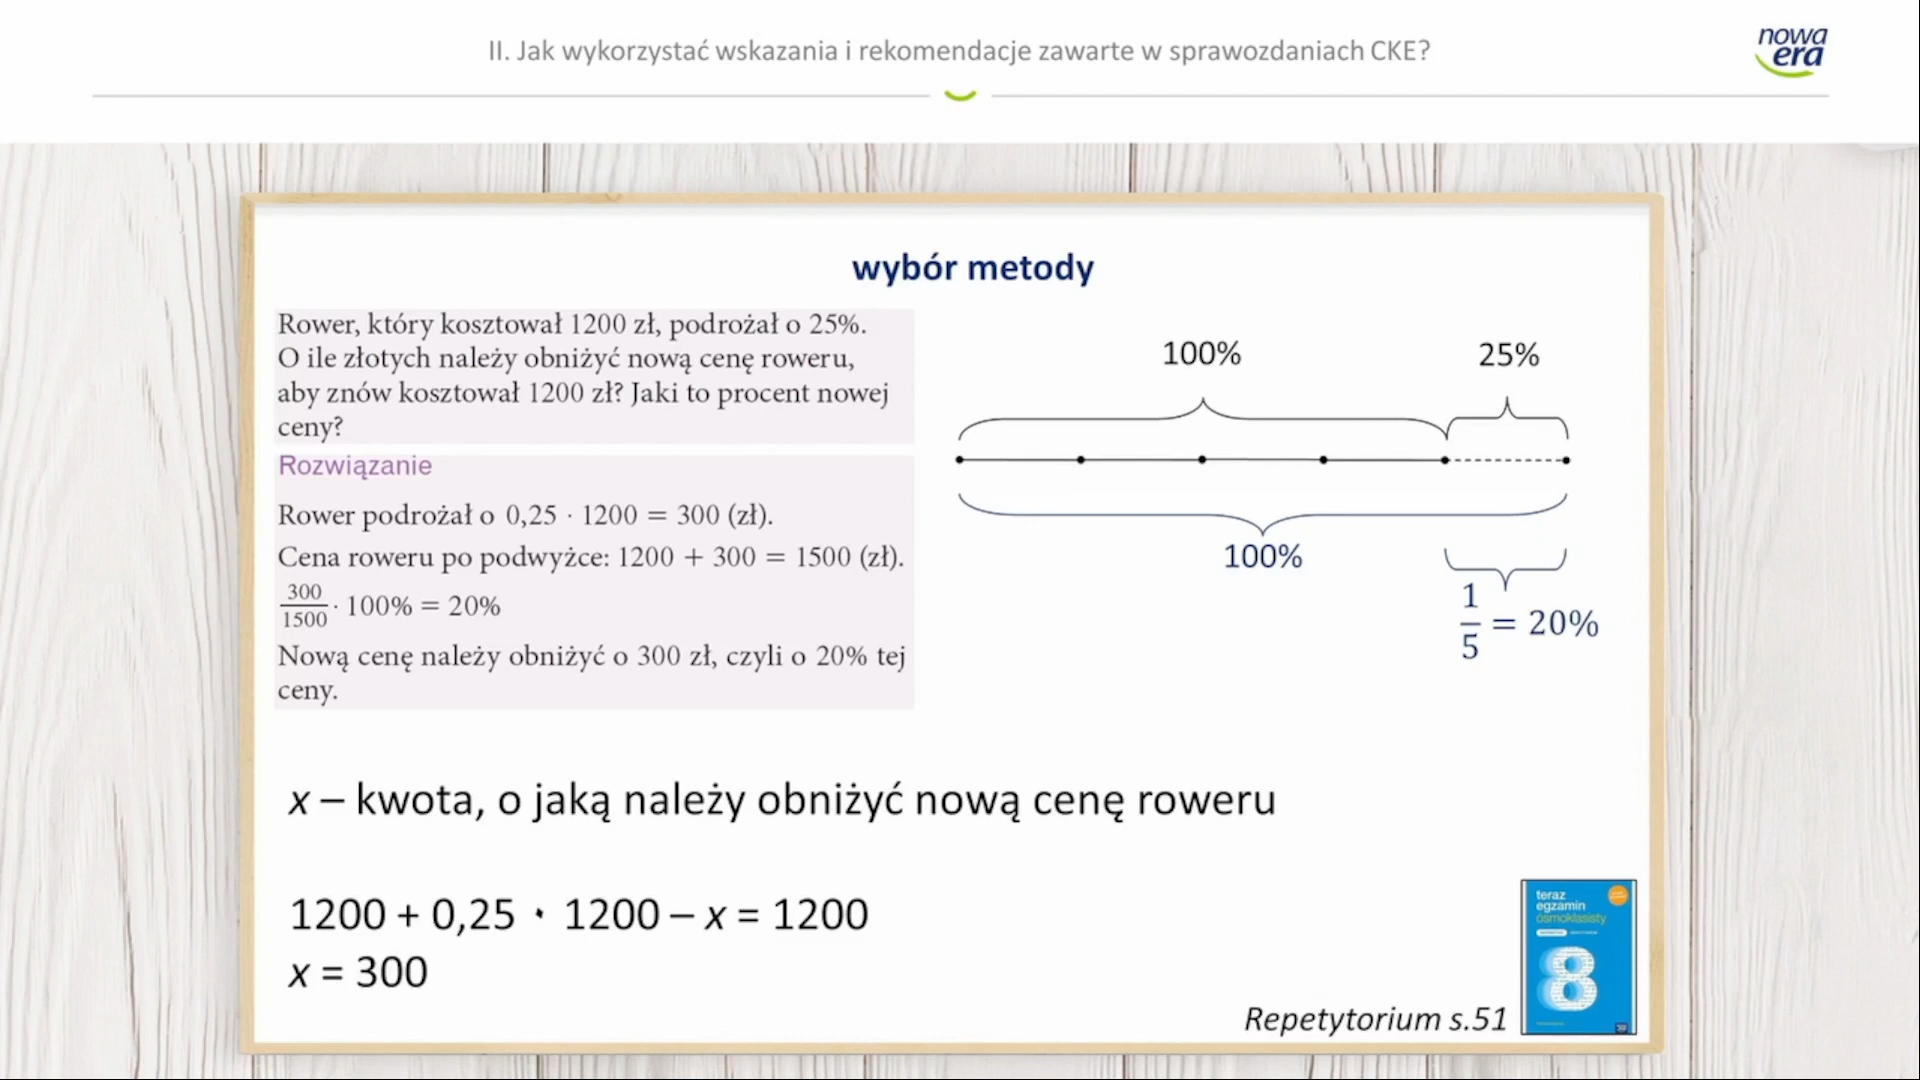 II. Jak wykorzystać wskazania i rekomendacje zawarte w sprawozdaniach CKE?
nowa
era
wybór metody
Rower, który kosztował 1200 zł, podrożał o 25%.
O ile złotych należy obniżyć nową cenę roweru,
aby znów kosztował 1200 zł? Jaki to procent nowej
ceny?
Rozwiązanie
Rower podrożał o 0,25 · 1200 = 300 (zł).
Cena roweru po podwyżce: 1200 + 300 = 1500 (zł).
300/1500 · 100% = 20%
Nową cenę należy obniżyć o 300 zł, czyli o 20% tej
ceny.
100%
25%
100%
1/5 = 20%
x – kwota, o jaką należy obniżyć nową cenę roweru
1200 + 0,25 · 1200 – x = 1200
x = 300
Repetytorium s.51
teraz
egzamin
ósmoklasisty
8